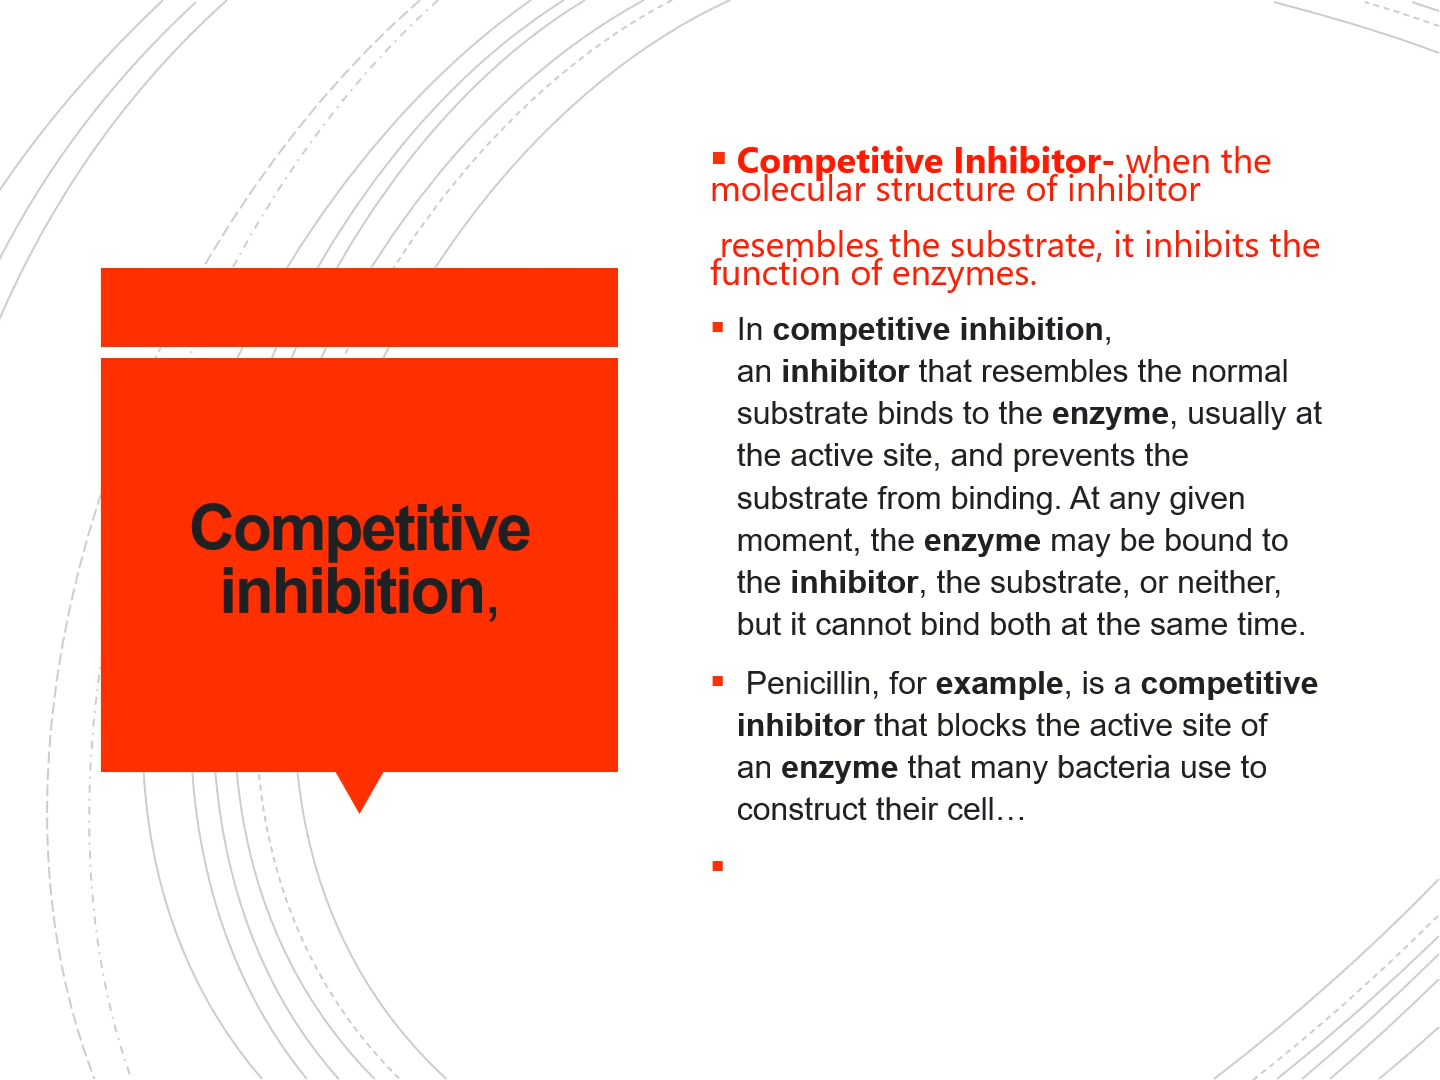 Competitive
inhibition,
Competitive Inhibitor- when the
molecular structure of inhibitor
resembles the substrate, it inhibits the
function of enzymes.
In competitive inhibition,
an inhibitor that resembles the normal
substrate binds to the enzyme, usually at
the active site, and prevents the
substrate from binding. At any given
moment, the enzyme may be bound to
the inhibitor, the substrate, or neither,
but it cannot bind both at the same time.
Penicillin, for example, is a competitive
inhibitor that blocks the active site of
an enzyme that many bacteria use to
construct their cell…